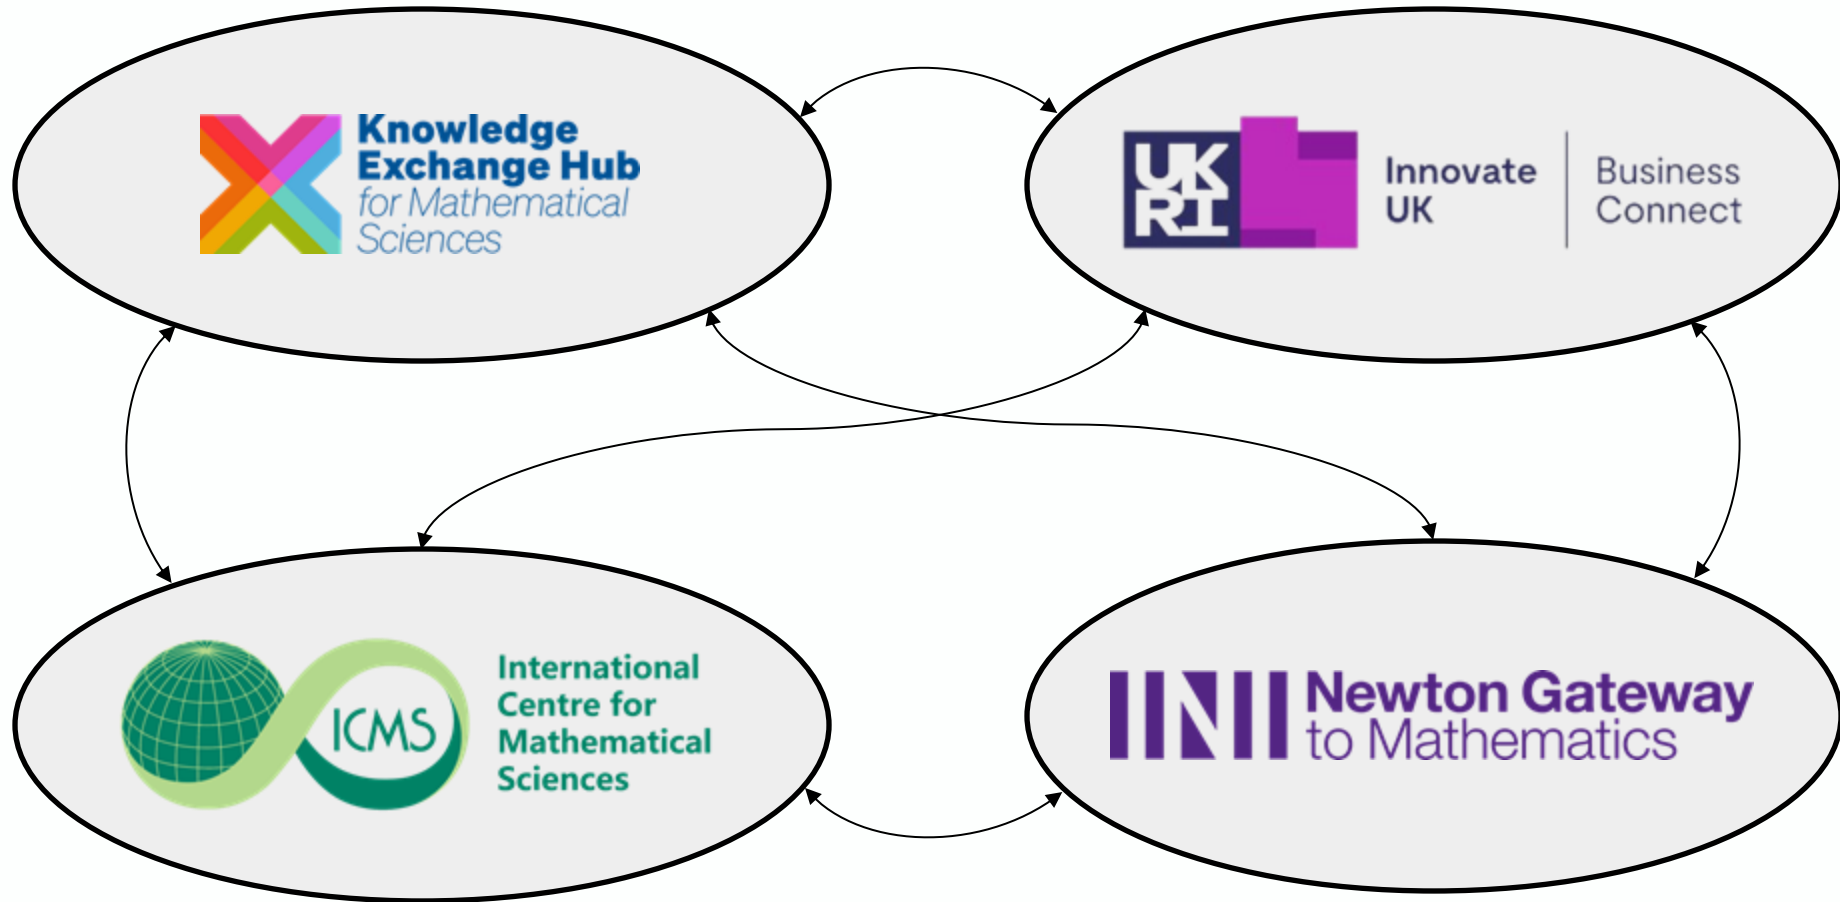 Knowledge
Exchange Hub
for Mathematical
Sciences
UK
RI
Innovate
UK
Business
Connect
ICMS
International
Centre for
Mathematical
Sciences
INI
Newton Gateway
to Mathematics